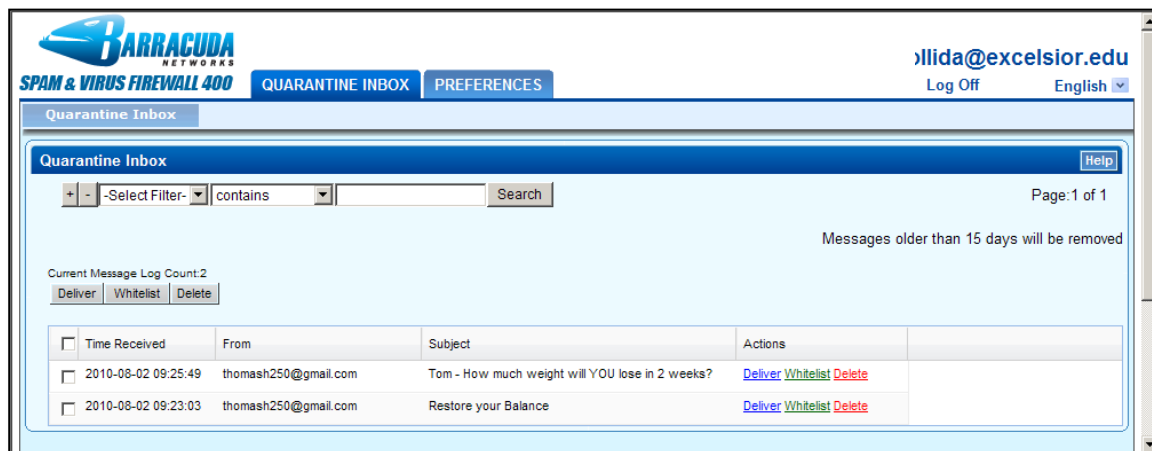 BARRACUDA
NETWORKS
SPAM & VIRUS FIREWALL 400
QUARANTINE INBOX PREFERENCES
ollida@excelsior.edu
Log Off English
Quarantine Inbox
Quarantine Inbox Help
+ - -Select Filter- contains Search Page:1 of 1
Messages older than 15 days will be removed
Current Message Log Count:2
Deliver Whitelist Delete
Time Received From Subject Actions
2010-08-02 09:25:49 thomash250@gmail.com Tom - How much weight will YOU lose in 2 weeks? Deliver Whitelist Delete
2010-08-02 09:23:03 thomash250@gmail.com Restore your Balance Deliver Whitelist Delete